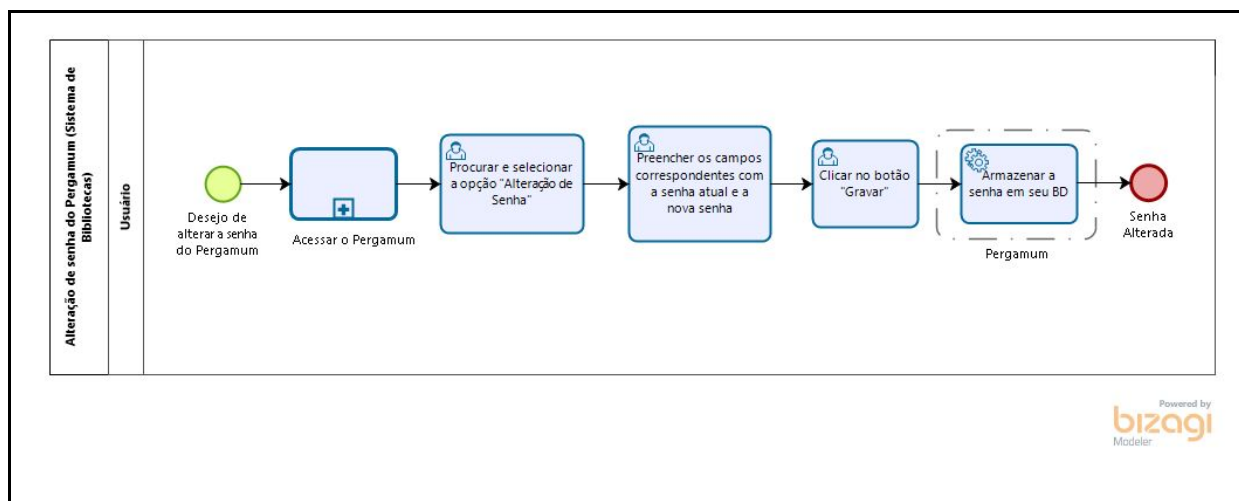 Alteração de senha do Pergamum (Sistema de
Bibliotecas)
Usuário
Desejo de
alterar a senha
do Pergamum
Acessar o Pergamum
Procurar e selecionar
a opção "Alteração de
Senha"
Preencher os campos
correspondentes com
a senha atual e a
nova senha
Clicar no botão
"Gravar"
Armazenar a
senha em seu BD
Pergamum
Senha
Alterada
Powered by
bizagi
Modeler